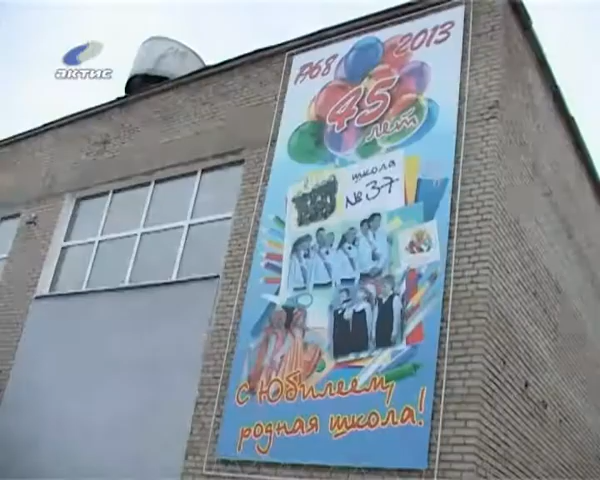 актис
1968 2013
45
лет
школа
№37
с Юбилеем,
родная школа!